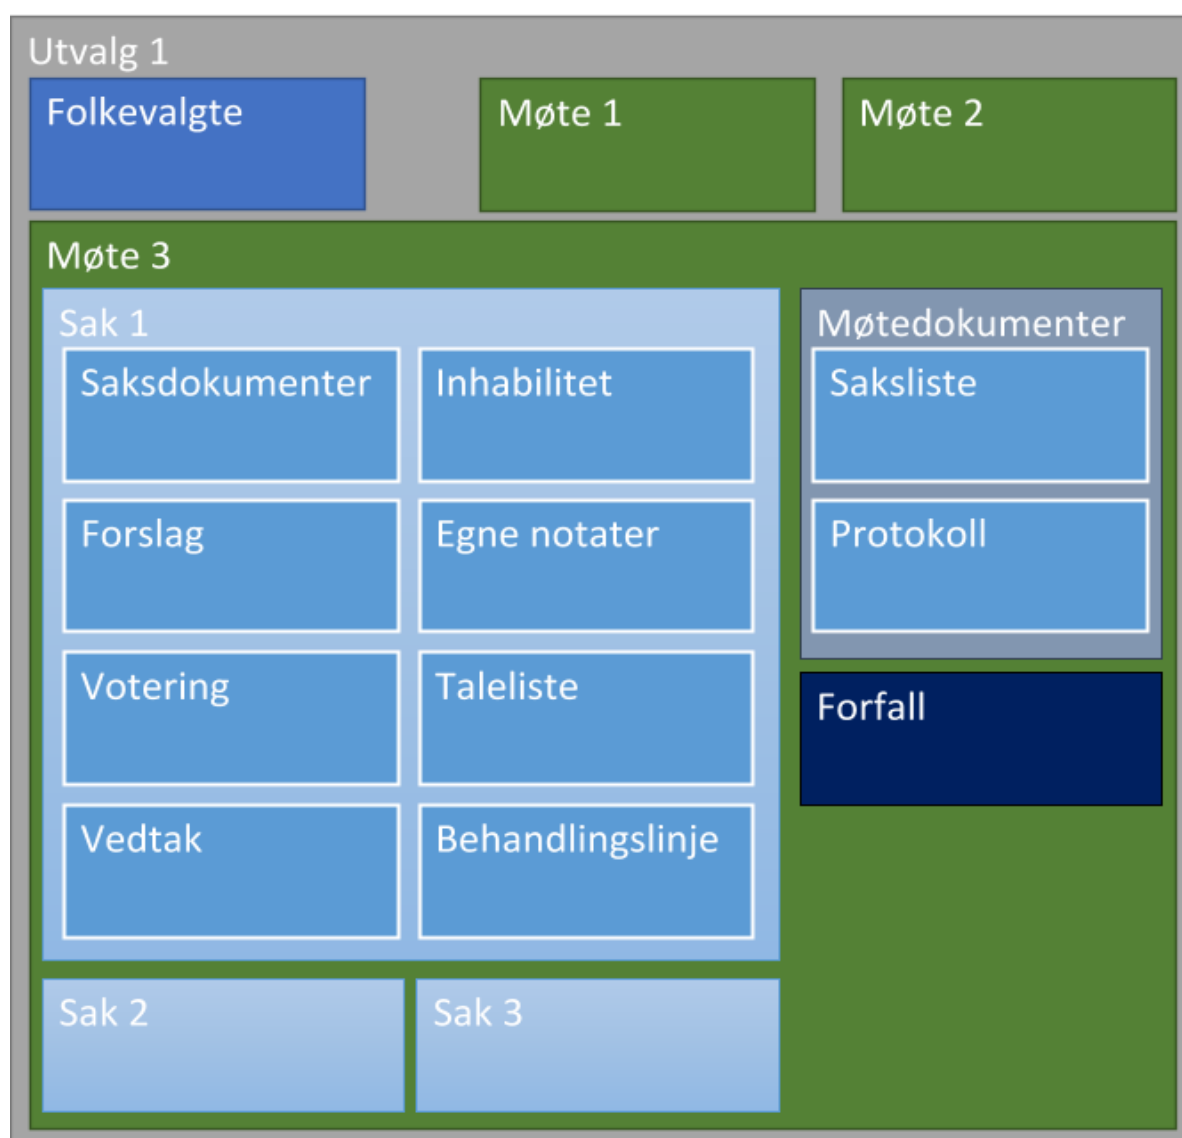 Utvalg 1
Folkevalgte
Møte 1
Møte 2
Møte 3
Sak 1
Saksdokumenter
Inhabilitet
Forslag
Egne notater
Votering
Taleliste
Vedtak
Behandlingslinje
Møtedokumenter
Saksliste
Protokoll
Forfall
Sak 2
Sak 3